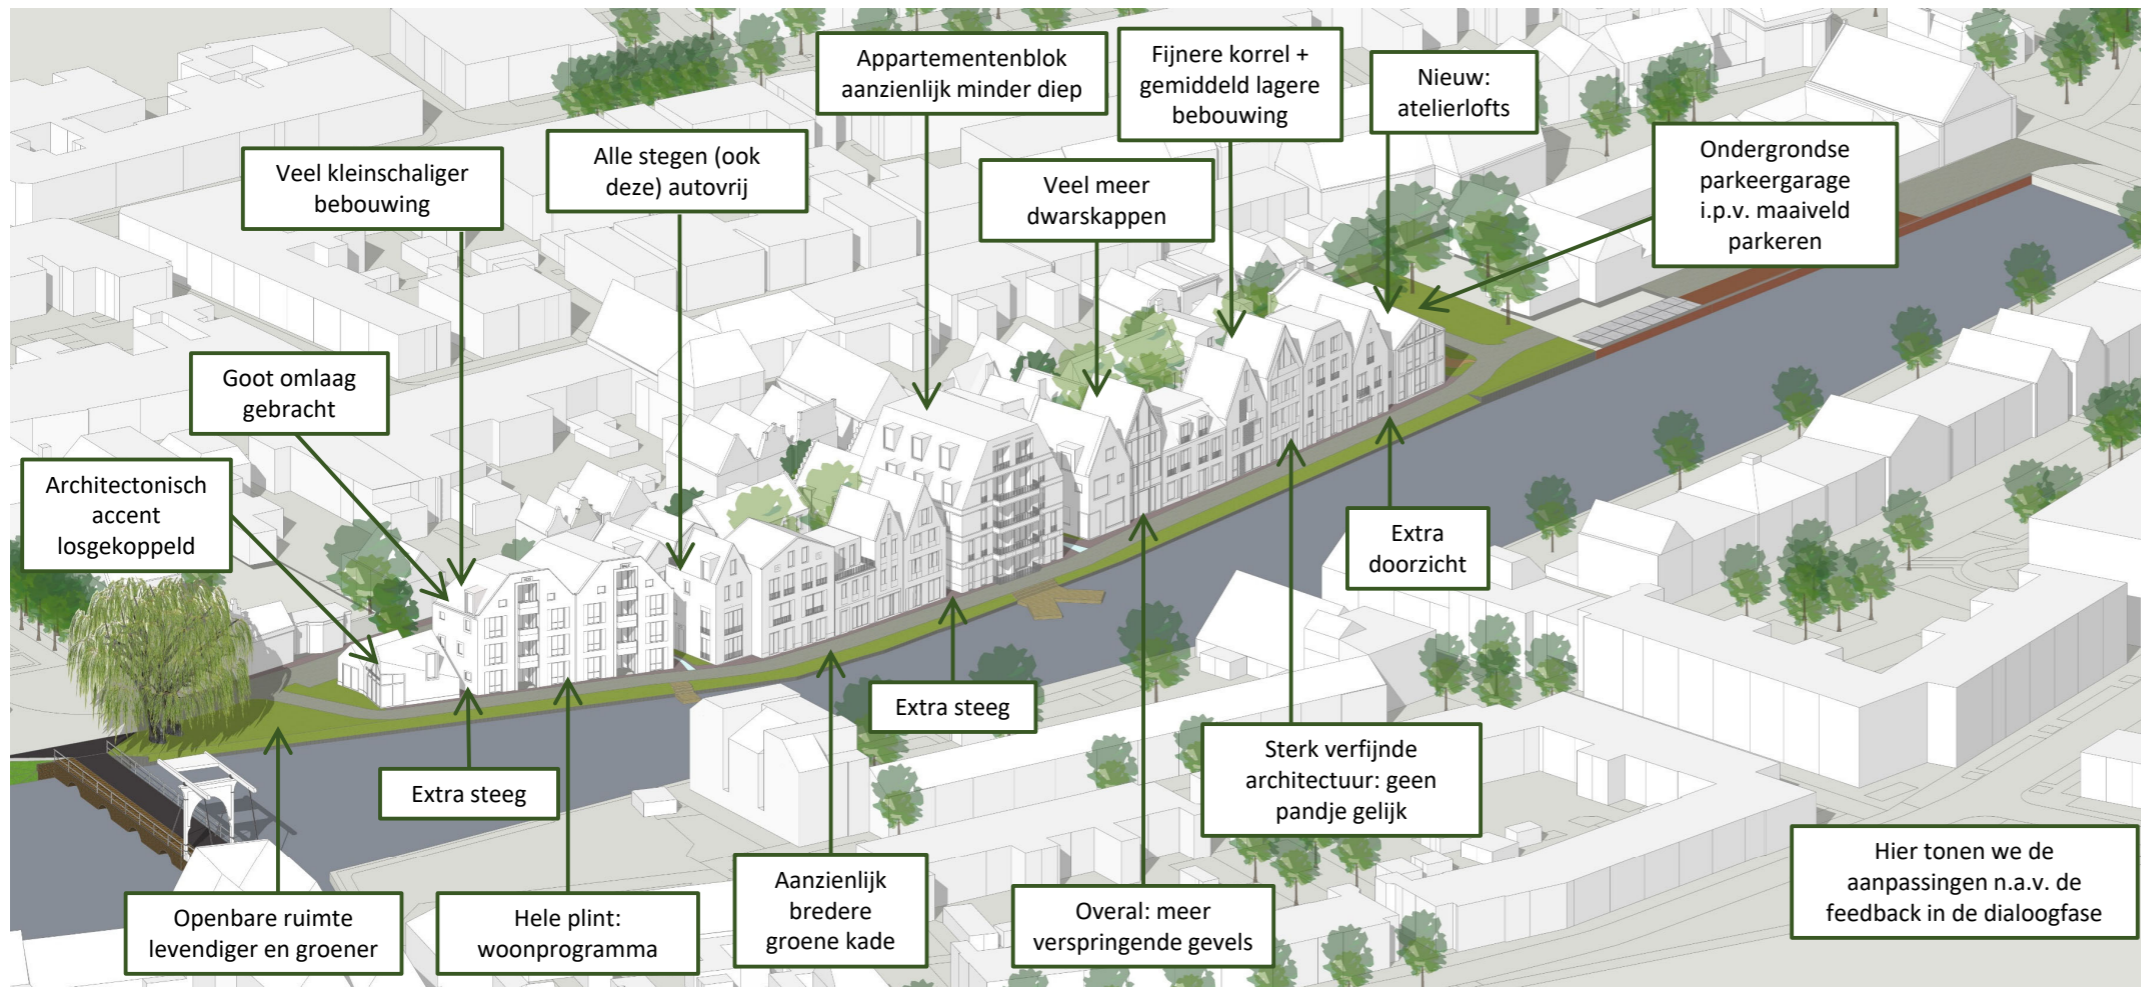 Appartementenblok
aanzienlijk minder diep
Fijnere korrel +
gemiddeld lagere
bebouwing
Nieuw:
atelierlofts
Veel kleinschaliger
bebouwing
Alle stegen (ook
deze) autovrij
Veel meer
dwarskappen
Ondergrondse
parkeergarage
i.p.v. maaiveld
parkeren
Goot omlaag
gebracht
Architectonisch
accent
losgekoppeld
Extra
doorzicht
Extra steeg
Extra steeg
Sterk verfijnde
architectuur: geen
pandje gelijk
Openbare ruimte
levendiger en groener
Hele plint:
woonprogramma
Aanzienlijk
bredere
groene kade
Overal: meer
verspringende gevels
Hier tonen we de
aanpassingen n.a.v. de
feedback in de dialoogfase